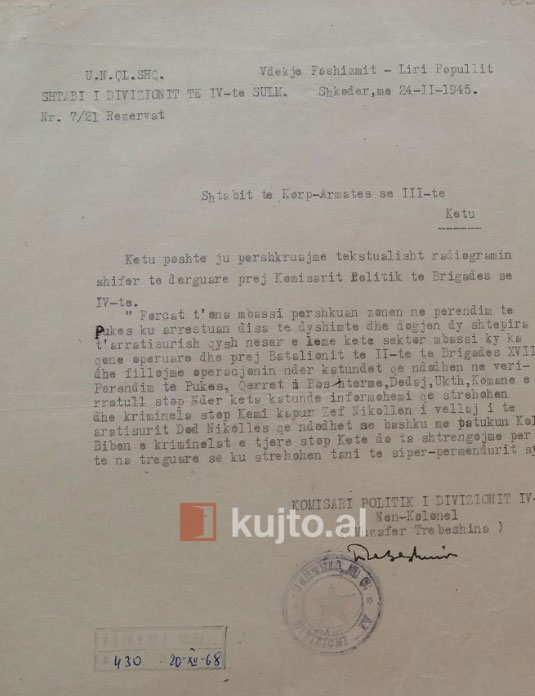 U.N.ÇL.SHQ. Vdekje Fashizmit - Liri Popullit
SHTABI I DIVIZIONIT TE IV-te SULM. Shkoder,me 24-II-1945.
Nr. 7/21 Rezervat
Shtabit te Korp-Armates se III-te
Ketu
Ketu poshte ju pershkruajme tekstualisht radiogramin
shifer te derguare prej Komisarit Politik te Brigades se
IV-te.
" Forcat t'ona mbassi pershkuan zonen ne perendim te
Pukes ku arrestuan disa te dyshimte dhe dogjen dy shtepira
t'arratisurish qysh neser e leme kete sektor mbassi ky ka
qene operuare dhe prej Batalionit te II-te te Brigades XVII
dhe fillojme operacjonin nder katundet qe ndodhen ne veri-
Perendim te Pukes, Qerret i Poshterme,Dedaj,Ukth,Komane e
rratull stop Nder keta katunde informohemi qe strehohen
dhe kriminela stop Kemi kapur Zef Nikollen i vellaj i te
arratisurit Dod Nikolles qe ndodhet se bashku me patukun Kol
Biben e kriminelat e tjere stop Kete do ta shtrengojme per
te na treguare se ku strehohen tani te siper-permendurit
KOMISARI POLITIK I DIVIZIONIT IV-
Nen-Kolonel
Muzafer Trebeshina )
kujto.al
430 20-XII-68